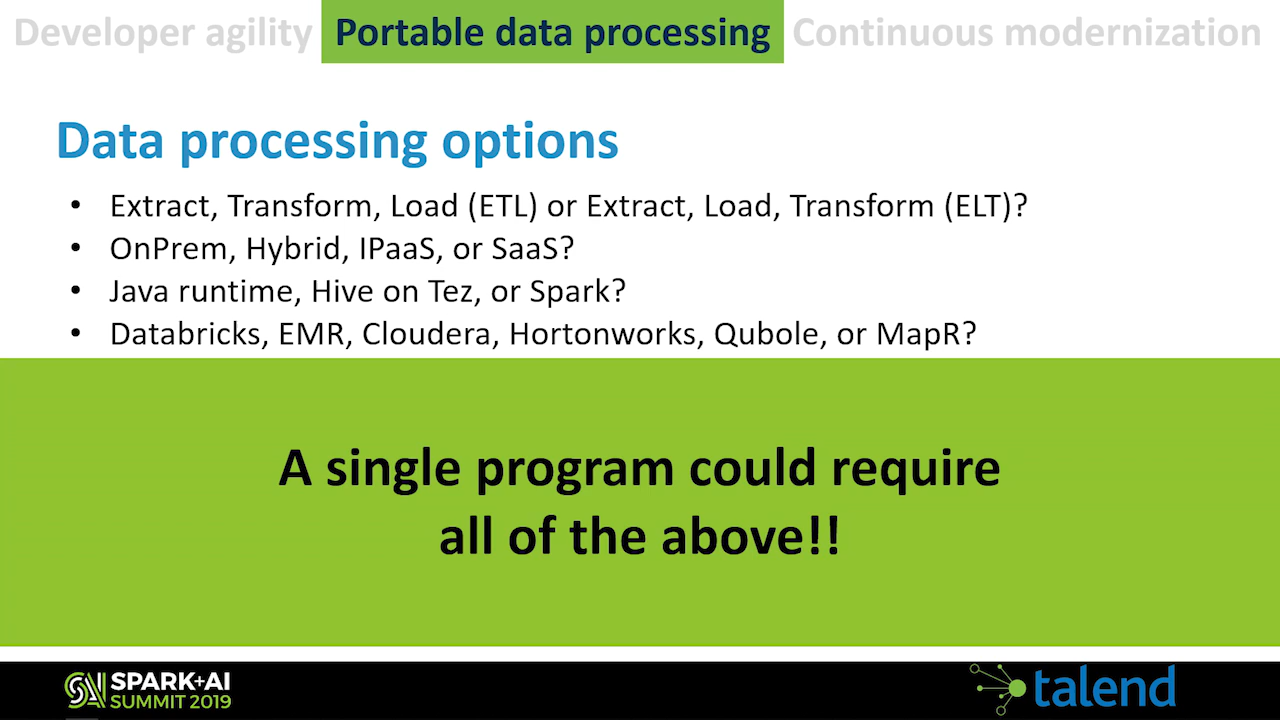 Developer agility Portable data processing Continuous modernization
Data processing options
• Extract, Transform, Load (ETL) or Extract, Load, Transform (ELT)?
• OnPrem, Hybrid, IPaaS, or SaaS?
• Java runtime, Hive on Tez, or Spark?
• Databricks, EMR, Cloudera, Hortonworks, Qubole, or MapR?
A single program could require
all of the above!!
SPARK+AI
SUMMIT 2019
talend